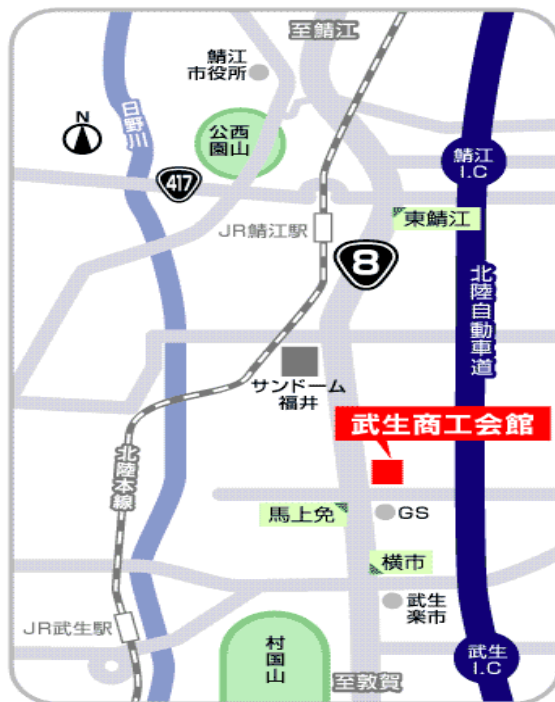 至鯖江
鯖江
市役所
N
日野川
公西
園山
417
鯖江
I.C
東鯖江
JR鯖江駅
8
北陸自動車道
サンドーム
福井
武生商工会館
北陸本線
馬上免
GS
横市
武生
楽市
JR武生駅
村国山
武生
I.C
至敦賀